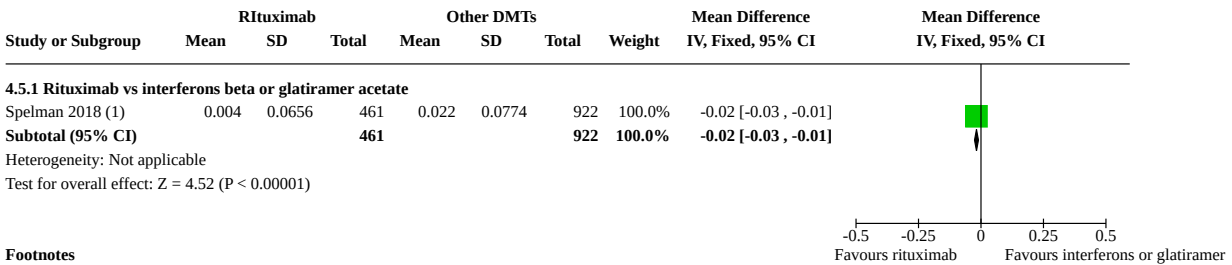 RItuximab Other DMTs Mean Difference Mean Difference
Study or Subgroup Mean SD Total Mean SD Total Weight IV, Fixed, 95% CI IV, Fixed, 95% CI
4.5.1 Rituximab vs interferons beta or glatiramer acetate
Spelman 2018 (1) 0.004 0.0656 461 0.022 0.0774 922 100.0% -0.02 [-0.03 , -0.01]
Subtotal (95% CI) 461 922 100.0% -0.02 [-0.03 , -0.01]
Heterogeneity: Not applicable
Test for overall effect: Z = 4.52 (P < 0.00001)
-0.5 -0.25 0 0.25 0.5
Footnotes Favours rituximab Favours interferons or glatiramer